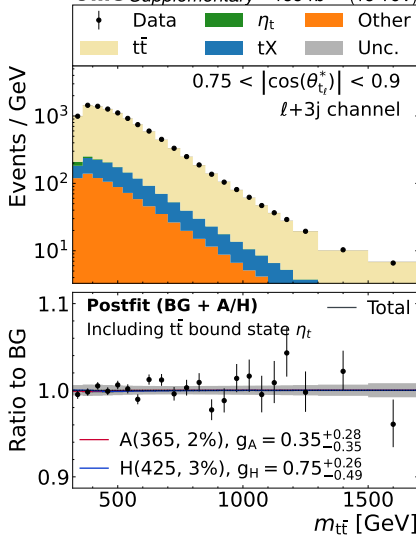 Data
η_t
Other
tt̄
tX
Unc.
0.75 < |cos(θ*_{t_ℓ})| < 0.9
ℓ+3j channel
Events / GeV
10³
10²
10¹
Postfit (BG + A/H)
Total
Including tt̄ bound state η_t
Ratio to BG
1.1
1.0
0.9
A(365, 2%), g_A = 0.35^{+0.28}_{−0.35}
H(425, 3%), g_H = 0.75^{+0.26}_{−0.49}
500 1000 1500
m_{tt̄} [GeV]